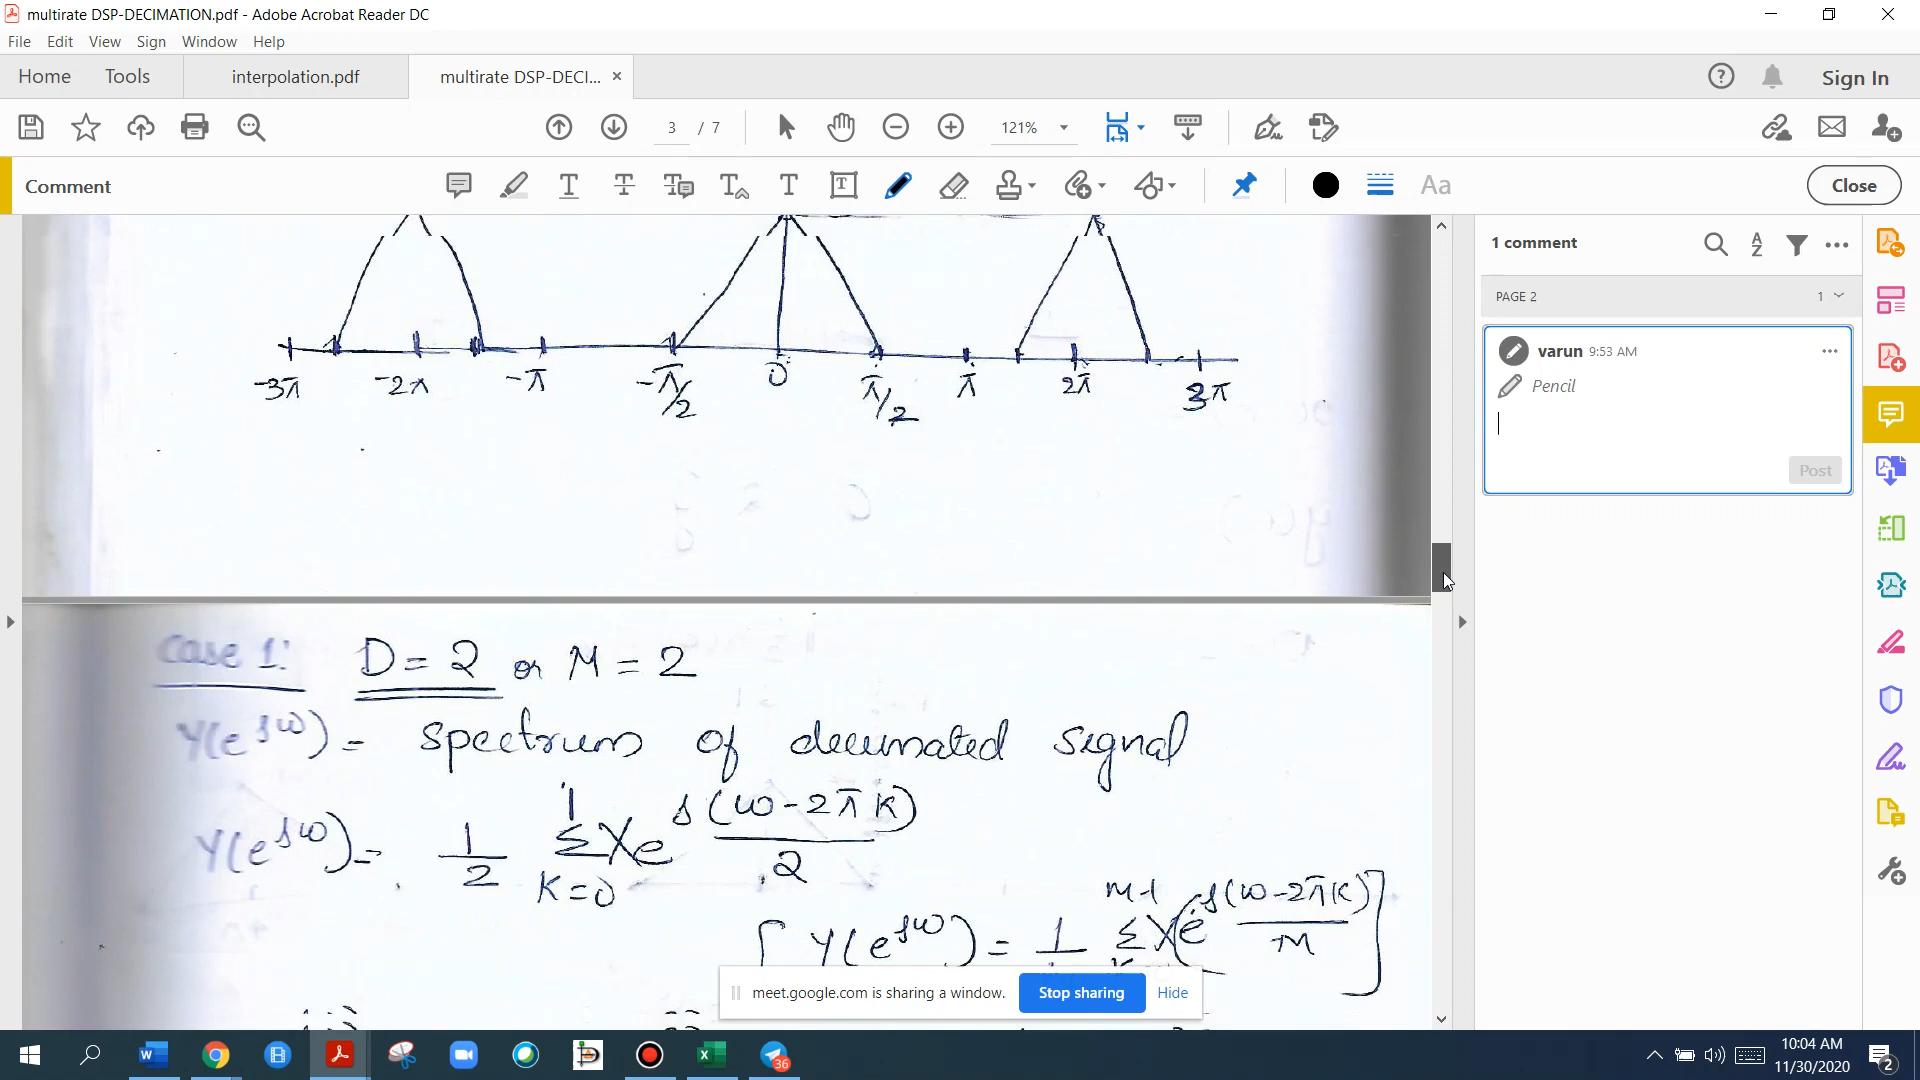 multirate DSP-DECIMATION.pdf - Adobe Acrobat Reader DC
File Edit View Sign Window Help
Home Tools interpolation.pdf multirate DSP-DECI... × Sign In
3 / 7 121%
Comment Close
-3π -2π -π -π/2 0 π/2 π 2π 3π
Case 1: D = 2 or M = 2
Y(e^jω) = spectrum of decimated signal
Y(e^jω) = 1/2 Σ_{K=0}^{1} X e^{j(ω-2πK)/2}
[ Y(e^jω) = 1 Σ^{M-1} X(e^{j(ω-2πK)/M} ]
1 comment
PAGE 2 1
varun 9:53 AM
Pencil
Post
meet.google.com is sharing a window. Stop sharing Hide
36
10:04 AM
11/30/2020
2